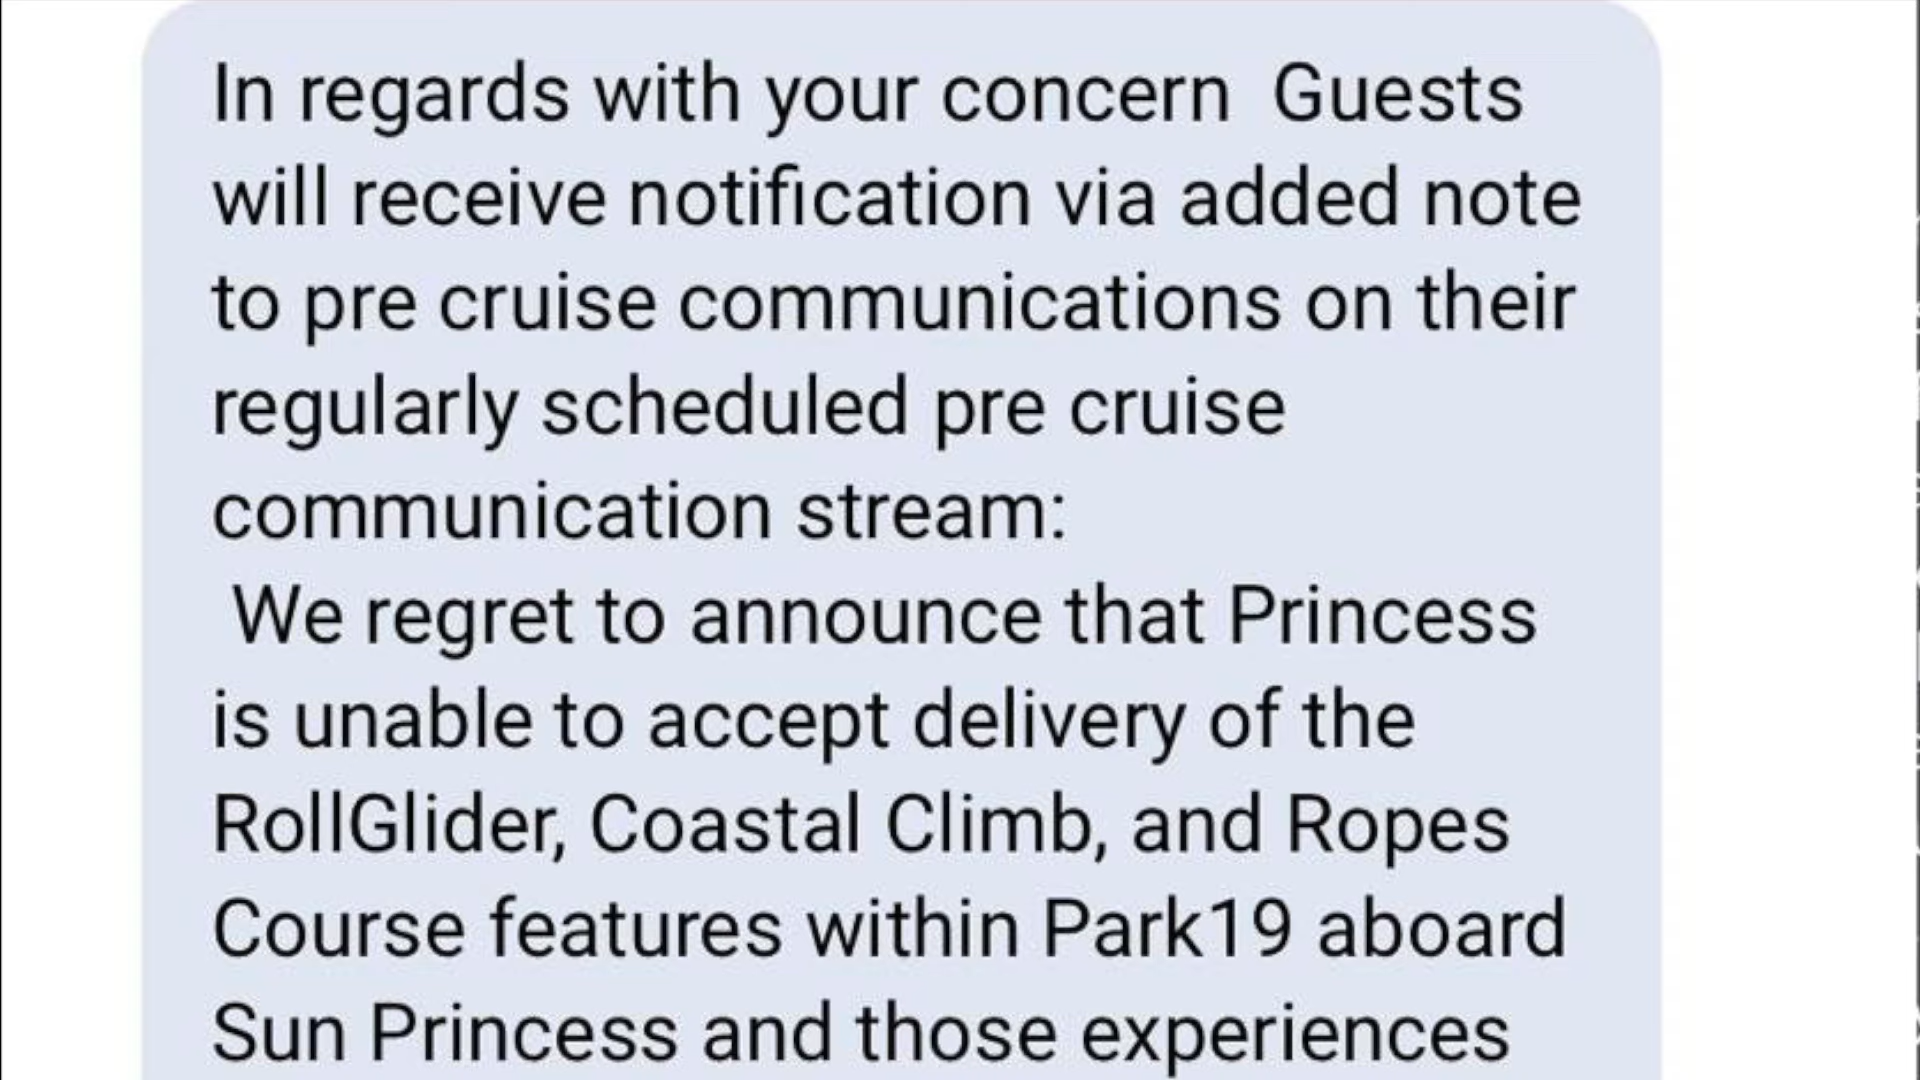 In regards with your concern  Guests
will receive notification via added note
to pre cruise communications on their
regularly scheduled pre cruise
communication stream:
We regret to announce that Princess
is unable to accept delivery of the
RollGlider, Coastal Climb, and Ropes
Course features within Park19 aboard
Sun Princess and those experiences